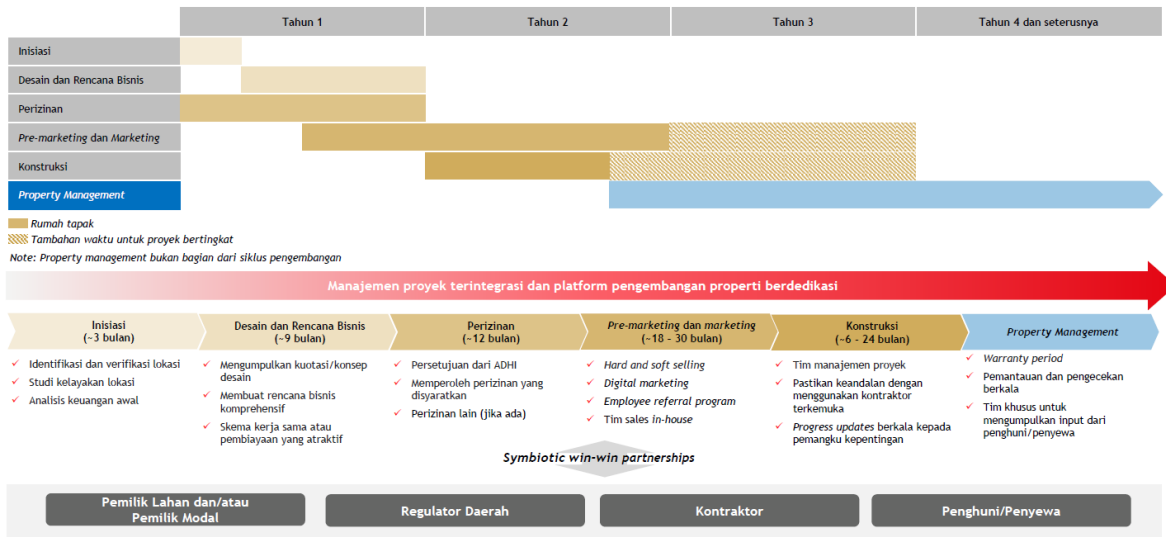 Tahun 1
Tahun 2
Tahun 3
Tahun 4 dan seterusnya
Inisiasi
Desain dan Rencana Bisnis
Perizinan
Pre-marketing dan Marketing
Konstruksi
Property Management
Rumah tapak
Tambahan waktu untuk proyek bertingkat
Note: Property management bukan bagian dari siklus pengembangan
Manajemen proyek terintegrasi dan platform pengembangan properti berdedikasi
Inisiasi
(~3 bulan)
Identifikasi dan verifikasi lokasi
Studi kelayakan lokasi
Analisis keuangan awal
Desain dan Rencana Bisnis
(~9 bulan)
Mengumpulkan kuotasi/konsep
desain
Membuat rencana bisnis
komprehensif
Skema kerja sama atau
pembiayaan yang atraktif
Perizinan
(~12 bulan)
Persetujuan dari ADHI
Memperoleh perizinan yang
disyaratkan
Perizinan lain (jika ada)
Pre-marketing dan marketing
(~18 - 30 bulan)
Hard and soft selling
Digital marketing
Employee referral program
Tim sales in-house
Konstruksi
(~6 - 24 bulan)
Tim manajemen proyek
Pastikan keandalan dengan
menggunakan kontraktor
terkemuka
Progress updates berkala kepada
pemangku kepentingan
Property Management
Warranty period
Pemantauan dan pengecekan
berkala
Tim khusus untuk
mengumpulkan input dari
penghuni/penyewa
Symbiotic win-win partnerships
Pemilik Lahan dan/atau
Pemilik Modal
Regulator Daerah
Kontraktor
Penghuni/Penyewa